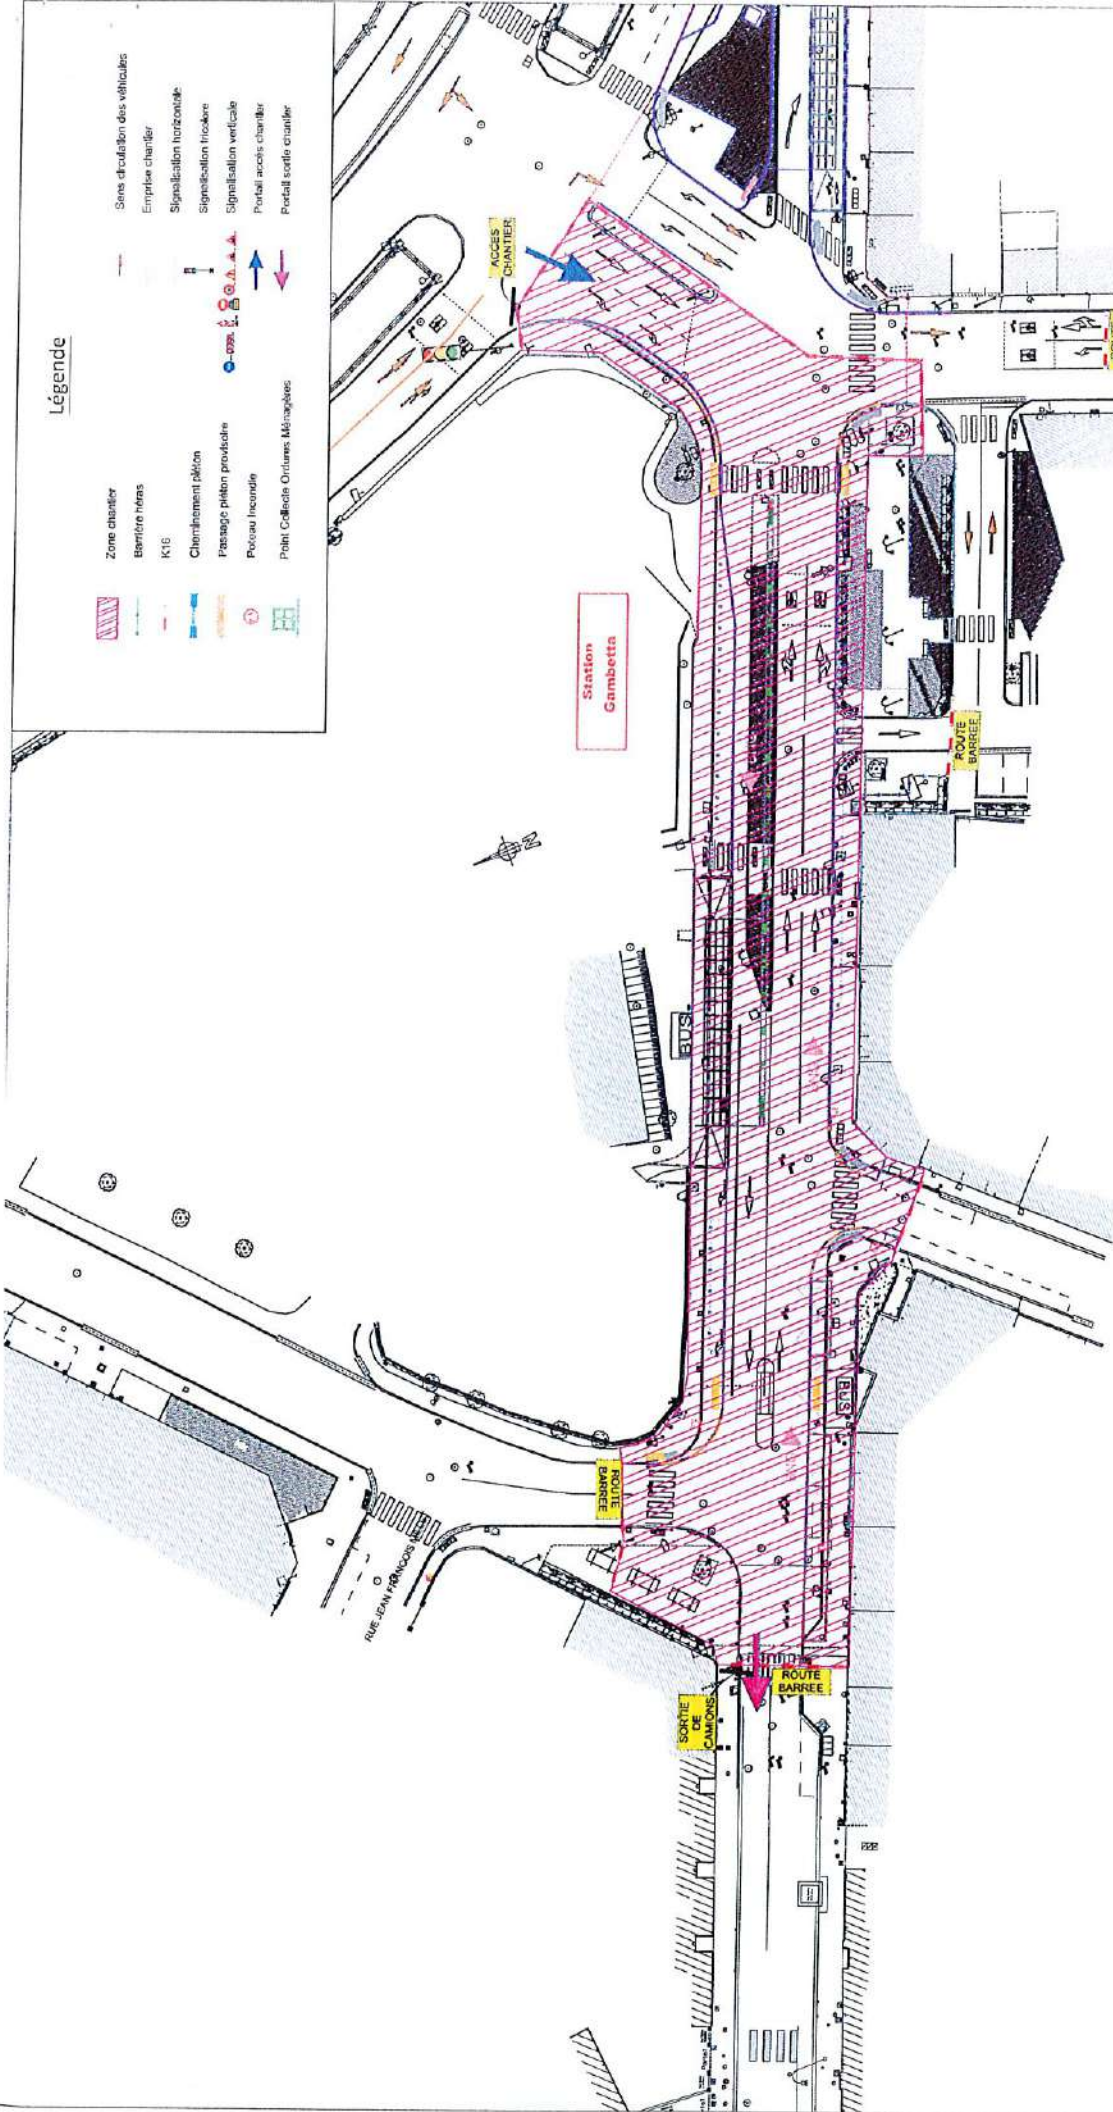 Légende
Zone chantier
Barrière héras
K16
Cheminement piéton
Passage piéton provisoire
Poteau Incendie
Point Collecte Ordures Ménagères
Sens circulation des véhicules
Emprise chantier
Signalisation horizontale
Signalisation tricolore
Signalisation verticale
Portail accès chantier
Portail sortie chantier
RUE JEAN FRANCOIS
ROUTE
BARREE
SORTIE
DE
CAMIONS
ROUTE
BARREE
BUS
BUS
N
Station
Gambetta
ROUTE
BARREE
ACCES
CHANTIER